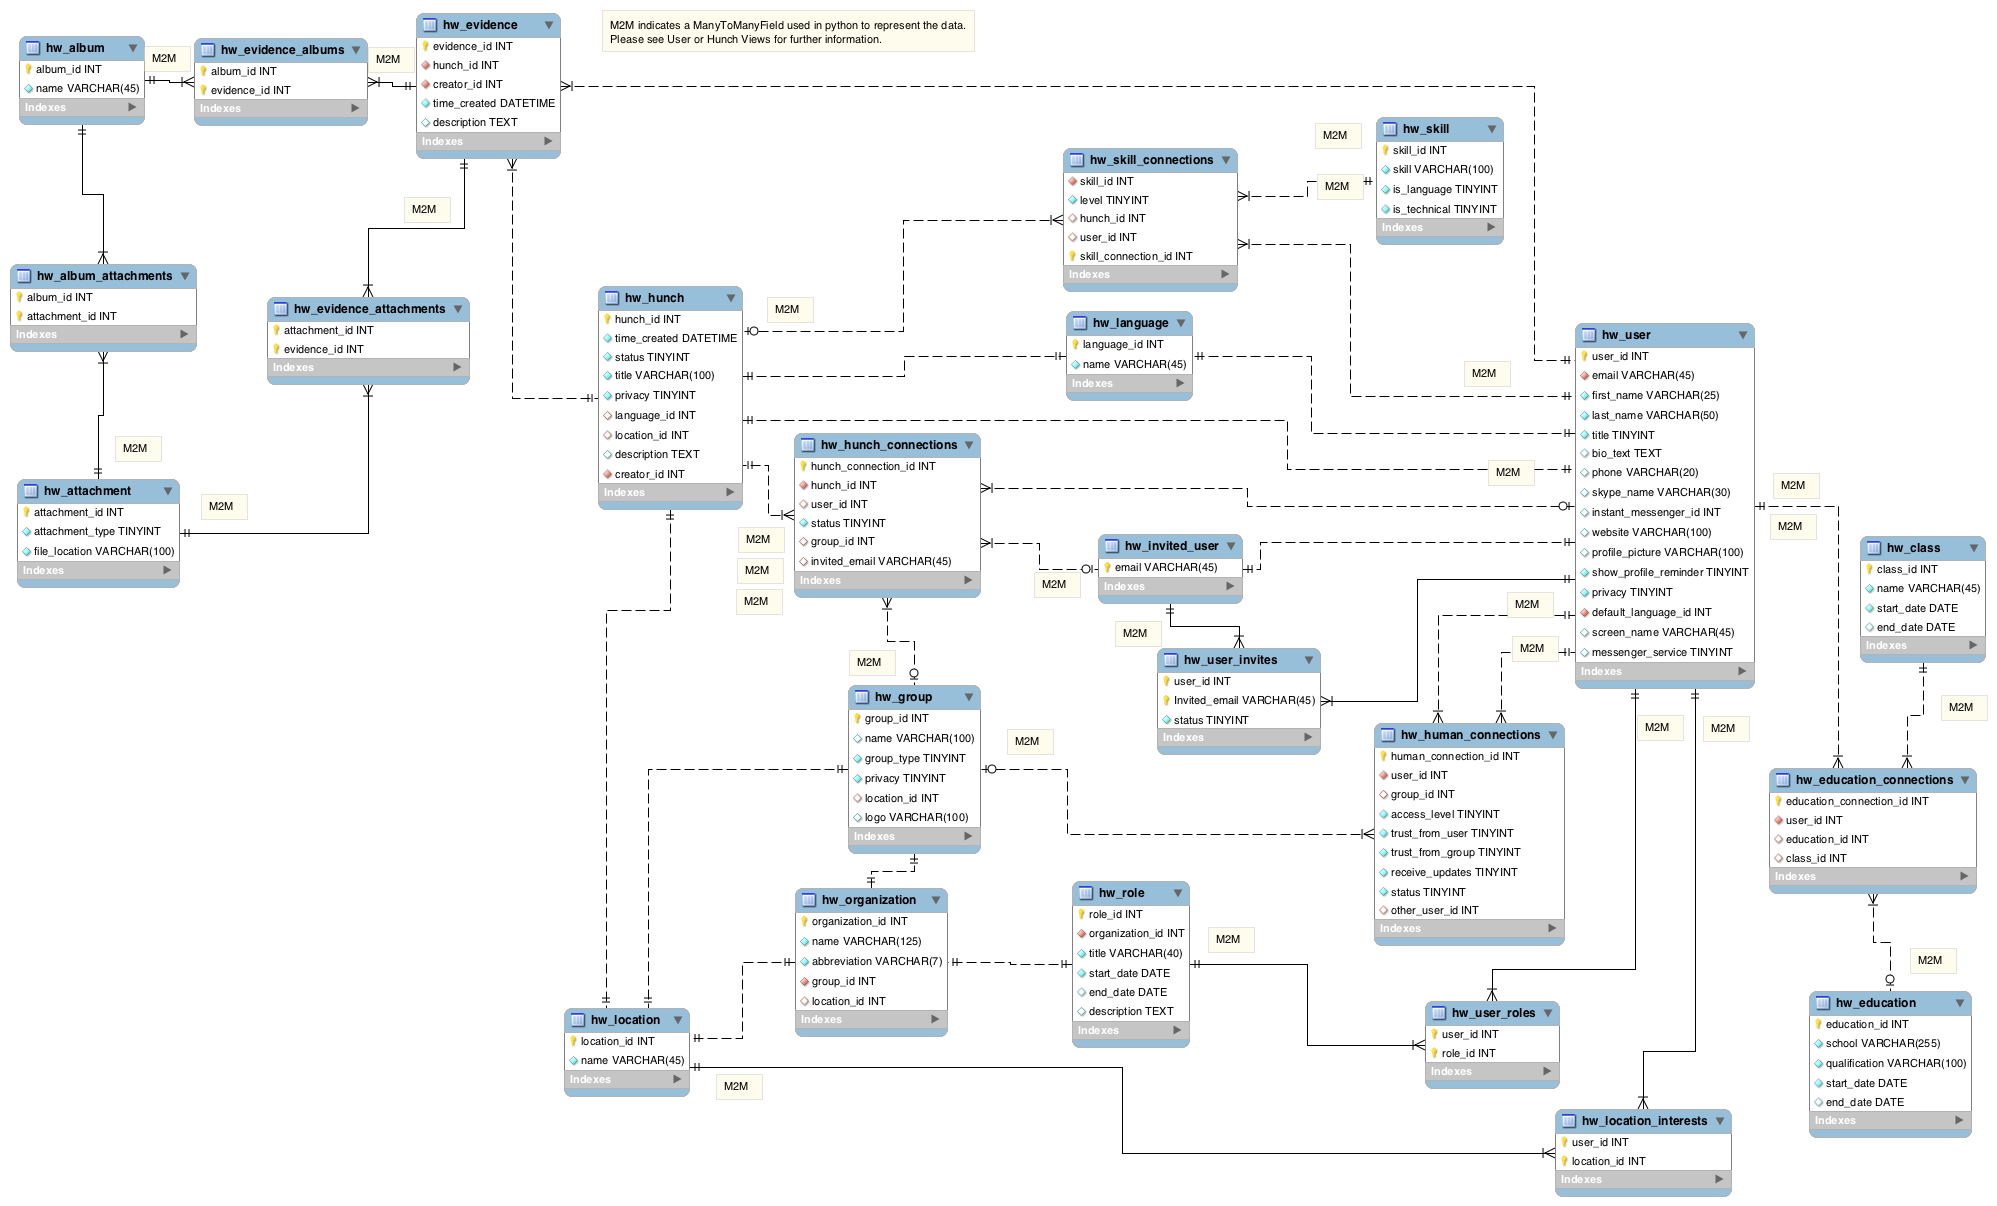 M2M indicates a ManyToManyField used in python to represent the data.
Please see User or Hunch Views for further information.
hw_album
album_id INT
name VARCHAR(45)
Indexes
M2M
hw_evidence_albums
album_id INT
evidence_id INT
Indexes
M2M
hw_evidence
evidence_id INT
hunch_id INT
creator_id INT
time_created DATETIME
description TEXT
Indexes
M2M
hw_album_attachments
album_id INT
attachment_id INT
Indexes
hw_evidence_attachments
attachment_id INT
evidence_id INT
Indexes
M2M
hw_attachment
attachment_id INT
attachment_type TINYINT
file_location VARCHAR(100)
Indexes
M2M
hw_skill_connections
skill_id INT
level TINYINT
hunch_id INT
user_id INT
skill_connection_id INT
Indexes
M2M
M2M
hw_skill
skill_id INT
skill VARCHAR(100)
is_language TINYINT
is_technical TINYINT
Indexes
hw_hunch
hunch_id INT
time_created DATETIME
status TINYINT
title VARCHAR(100)
privacy TINYINT
language_id INT
location_id INT
description TEXT
creator_id INT
Indexes
M2M
hw_language
language_id INT
name VARCHAR(45)
Indexes
M2M
M2M
hw_user
user_id INT
email VARCHAR(45)
first_name VARCHAR(25)
last_name VARCHAR(50)
title TINYINT
bio_text TEXT
phone VARCHAR(20)
skype_name VARCHAR(30)
instant_messenger_id INT
website VARCHAR(100)
profile_picture VARCHAR(100)
show_profile_reminder TINYINT
privacy TINYINT
default_language_id INT
screen_name VARCHAR(45)
messenger_service TINYINT
Indexes
M2M
M2M
hw_hunch_connections
hunch_connection_id INT
hunch_id INT
user_id INT
status TINYINT
group_id INT
invited_email VARCHAR(45)
Indexes
M2M
M2M
M2M
M2M
hw_invited_user
email VARCHAR(45)
Indexes
M2M
M2M
M2M
M2M
hw_user_invites
user_id INT
Invited_email VARCHAR(45)
status TINYINT
Indexes
hw_class
class_id INT
name VARCHAR(45)
start_date DATE
end_date DATE
Indexes
M2M
hw_group
group_id INT
name VARCHAR(100)
group_type TINYINT
privacy TINYINT
location_id INT
logo VARCHAR(100)
Indexes
M2M
hw_human_connections
human_connection_id INT
user_id INT
group_id INT
access_level TINYINT
trust_from_user TINYINT
trust_from_group TINYINT
receive_updates TINYINT
status TINYINT
other_user_id INT
Indexes
M2M
M2M
M2M
hw_education_connections
education_connection_id INT
user_id INT
education_id INT
class_id INT
Indexes
hw_organization
organization_id INT
name VARCHAR(125)
abbreviation VARCHAR(7)
group_id INT
location_id INT
Indexes
hw_role
role_id INT
organization_id INT
title VARCHAR(40)
start_date DATE
end_date DATE
description TEXT
Indexes
M2M
M2M
hw_location
location_id INT
name VARCHAR(45)
Indexes
M2M
hw_user_roles
user_id INT
role_id INT
Indexes
hw_education
education_id INT
school VARCHAR(255)
qualification VARCHAR(100)
start_date DATE
end_date DATE
Indexes
hw_location_interests
user_id INT
location_id INT
Indexes